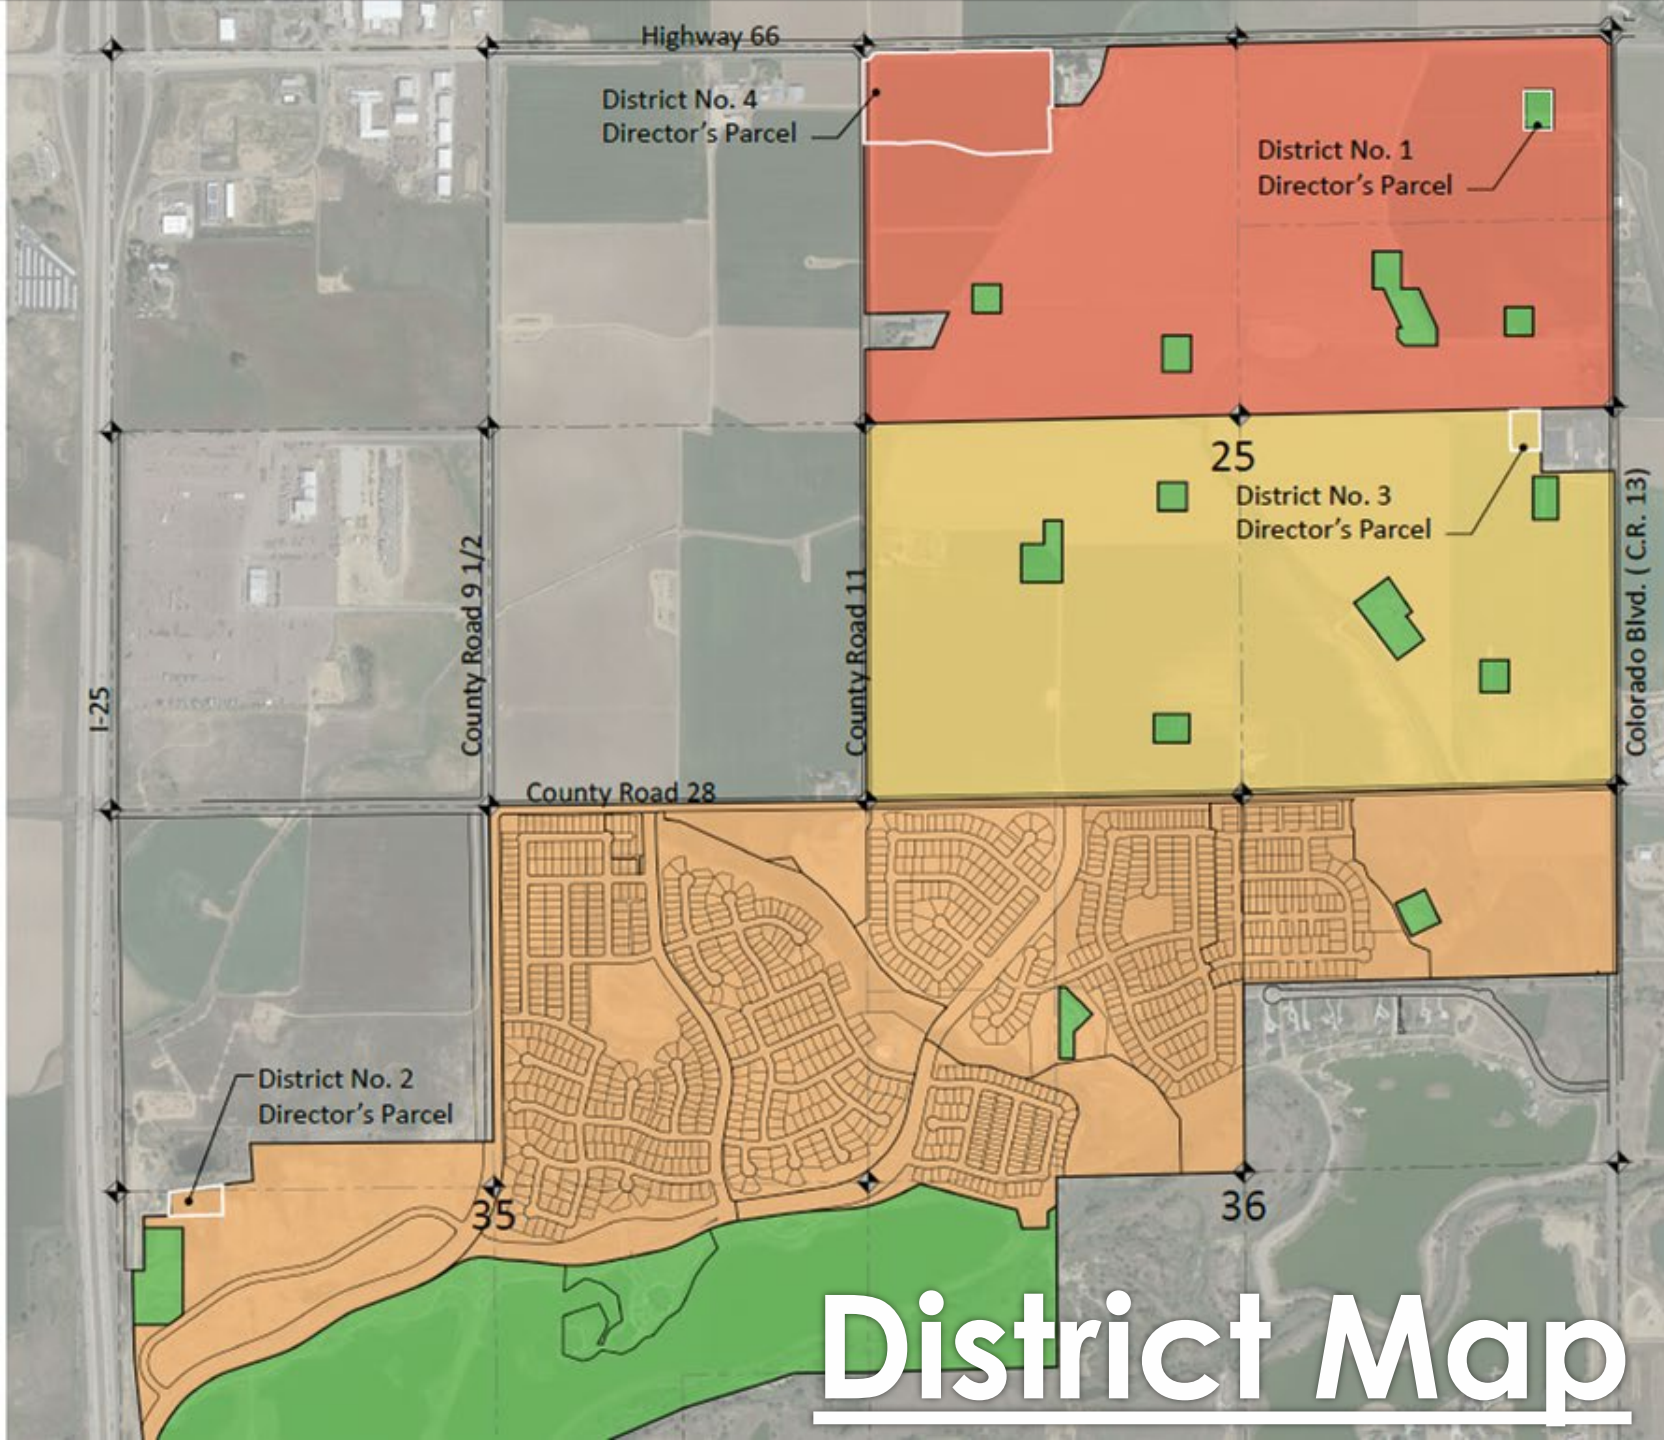 Highway 66
District No. 4
Director's Parcel
District No. 1
Director's Parcel
25
District No. 3
Director's Parcel
I-25
County Road 9 1/2
County Road 11
Colorado Blvd. ( C.R. 13)
County Road 28
District No. 2
Director's Parcel
35
36
District Map